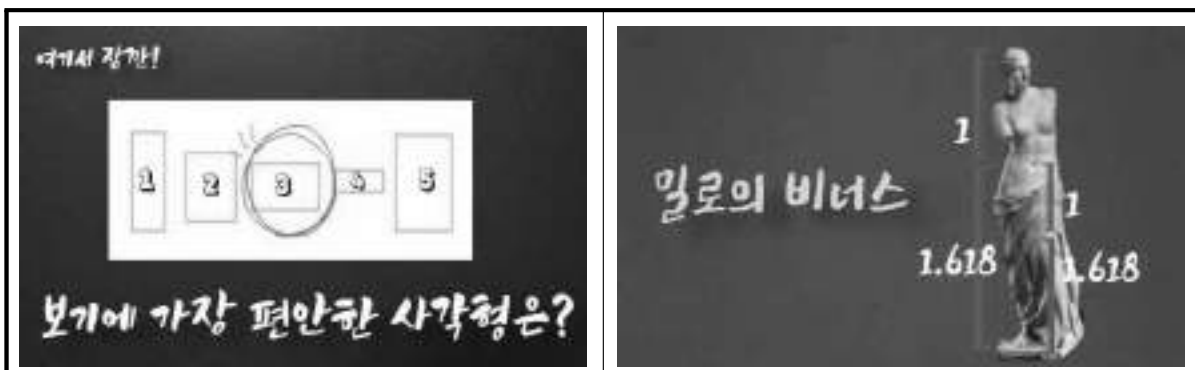 여기서 잠깐!
1 2 3 4 5
보기에 가장 편안한 사각형은?
밀로의 비너스
1
1
1.618 1.618